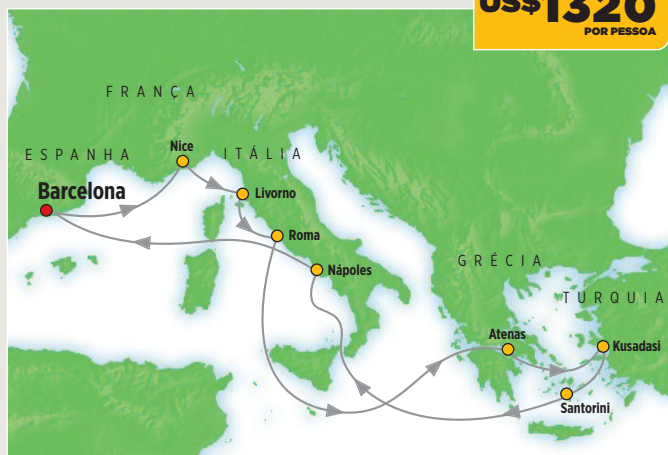 US$1320
POR PESSOA
FRANÇA
ESPANHA
Nice
ITÁLIA
Barcelona
Livorno
Roma
Nápoles
GRÉCIA
TURQUIA
Atenas
Kusadasi
Santorini